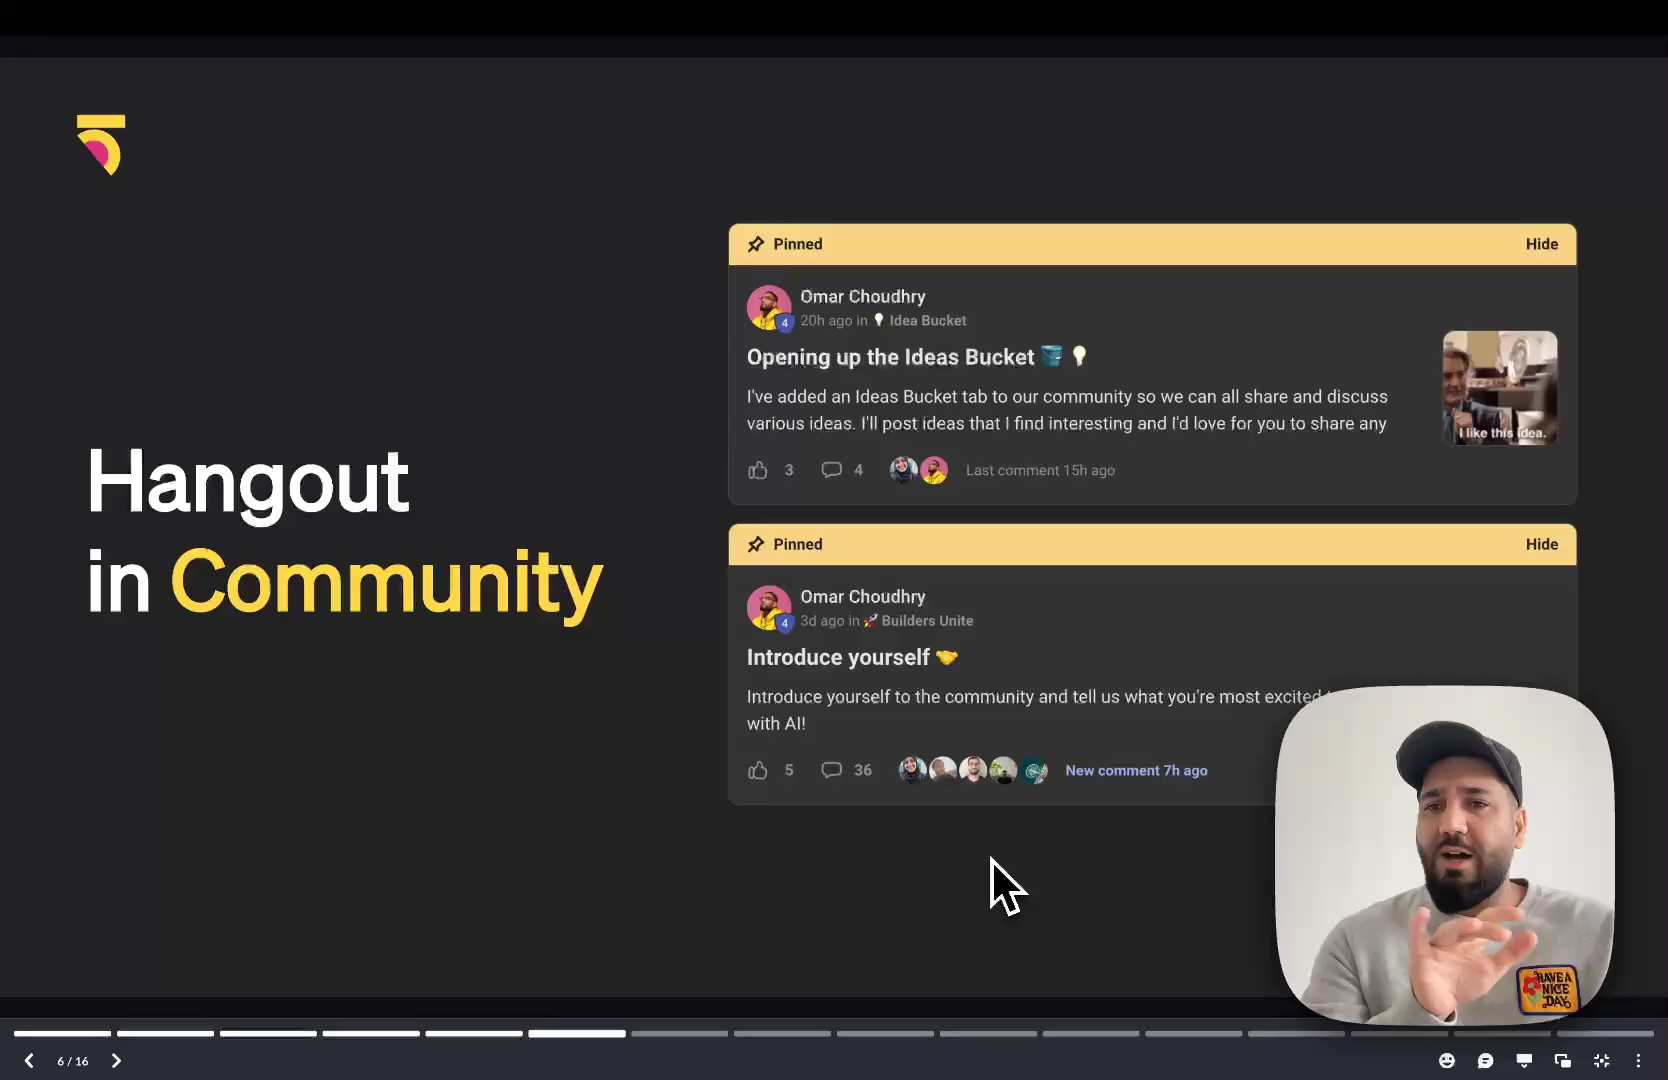 Hangout
in Community
Pinned
Hide
Omar Choudhry
4
20h ago in 💡 Idea Bucket
Opening up the Ideas Bucket 🪣 💡
I've added an Ideas Bucket tab to our community so we can all share and discuss
various ideas. I'll post ideas that I find interesting and I'd love for you to share any
I like this idea.
3
4
Last comment 15h ago
Pinned
Hide
Omar Choudhry
4
3d ago in 🚀 Builders Unite
Introduce yourself 🤝
Introduce yourself to the community and tell us what you're most excited
with AI!
5
36
New comment 7h ago
HAVE A
NICE
DAY
6 / 16